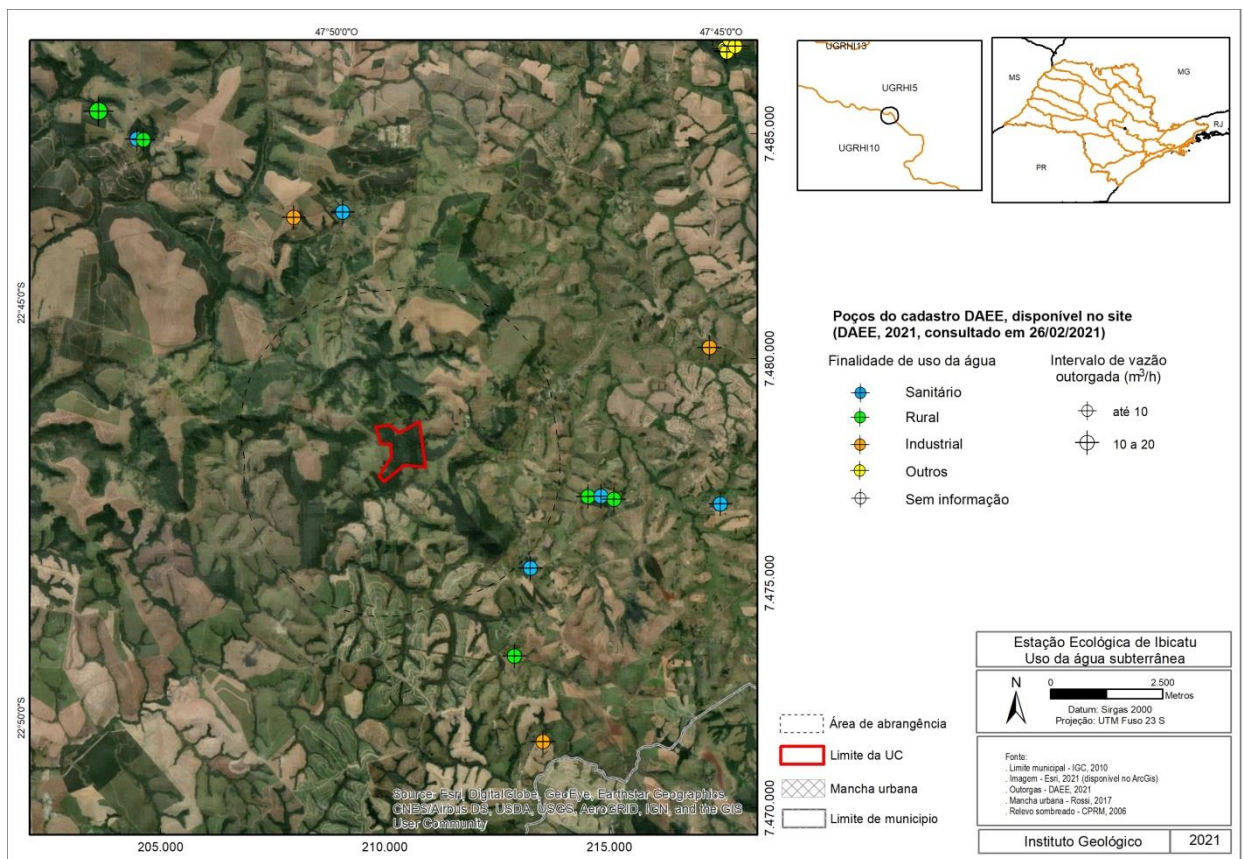 47°50'0"O
47°45'0"O
22°45'0"S
22°50'0"S
7.485.000
7.480.000
7.475.000
7.470.000
205.000
210.000
215.000
Source: Esri, DigitalGlobe, GeoEye, Earthstar Geographics,
CNES/Airbus DS, USDA, USGS, AeroGRID, IGN, and the GIS
User Community
UGRHI13
UGRHI5
UGRHI10
MS
MG
RJ
PR
Poços do cadastro DAEE, disponível no site
(DAEE, 2021, consultado em 26/02/2021)
Finalidade de uso da água
Sanitário
Rural
Industrial
Outros
Sem informação
Intervalo de vazão
outorgada (m³/h)
até 10
10 a 20
Área de abrangência
Limite da UC
Mancha urbana
Limite de municipio
Estação Ecológica de Ibicatu
Uso da água subterrânea
N
0 2.500
Metros
Datum: Sirgas 2000
Projeção: UTM Fuso 23 S
Fonte:
. Limite municipal - IGC, 2010
. Imagem - Esri, 2021 (disponível no ArcGis)
. Outorgas - DAEE, 2021
. Mancha urbana - Rossi, 2017
. Relevo sombreado - CPRM, 2006
Instituto Geológico 2021